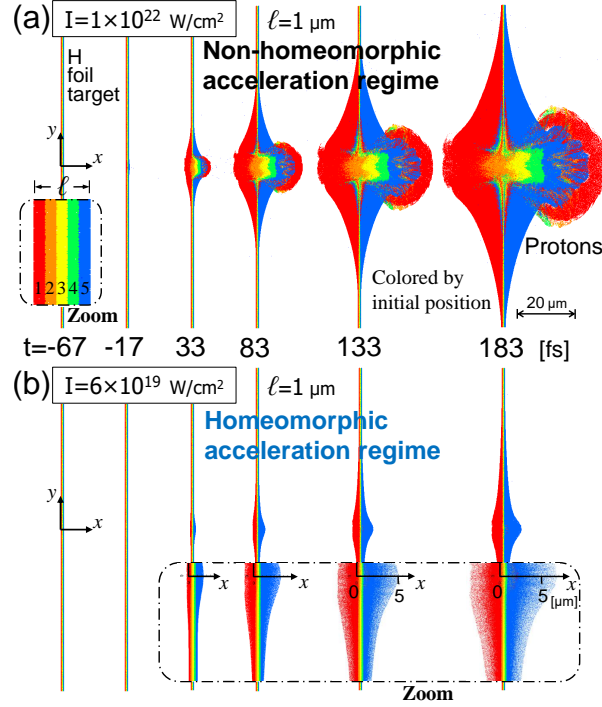 (a) I=1×10²² W/cm² ℓ=1 μm
H
foil
target
Non-homeomorphic
acceleration regime
y
x
ℓ
1 2 3 4 5
Zoom
Colored by
initial position
Protons
20 μm
t=-67 -17 33 83 133 183 [fs]
(b) I=6×10¹⁹ W/cm² ℓ=1 μm
Homeomorphic
acceleration regime
y
x
x x x x
0 5 0 5 [μm]
Zoom